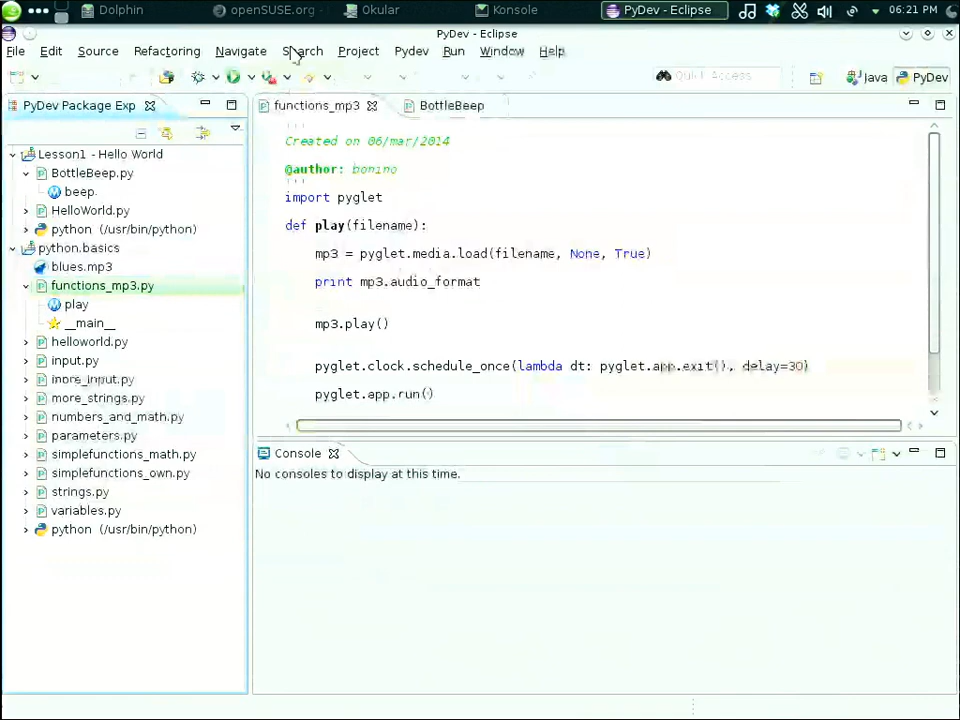 Dolphin openSUSE.org - ... Okular Konsole PyDev - Eclipse 06:21 PM
PyDev - Eclipse
File Edit Source Refactoring Navigate Search Project Pydev Run Window Help
Quick Access Java PyDev
PyDev Package Exp
functions_mp3 BottleBeep
Lesson1 - Hello World
BottleBeep.py
beep
HelloWorld.py
python (/usr/bin/python)
python.basics
blues.mp3
functions_mp3.py
play
__main__
helloworld.py
input.py
more_input.py
more_strings.py
numbers_and_math.py
parameters.py
simplefunctions_math.py
simplefunctions_own.py
strings.py
variables.py
python (/usr/bin/python)
'''
Created on 06/mar/2014
@author: bonino
'''
import pyglet
def play(filename):
mp3 = pyglet.media.load(filename, None, True)
print mp3.audio_format
mp3.play()
pyglet.clock.schedule_once(lambda dt: pyglet.app.exit(), delay=30)
pyglet.app.run()
Console
No consoles to display at this time.